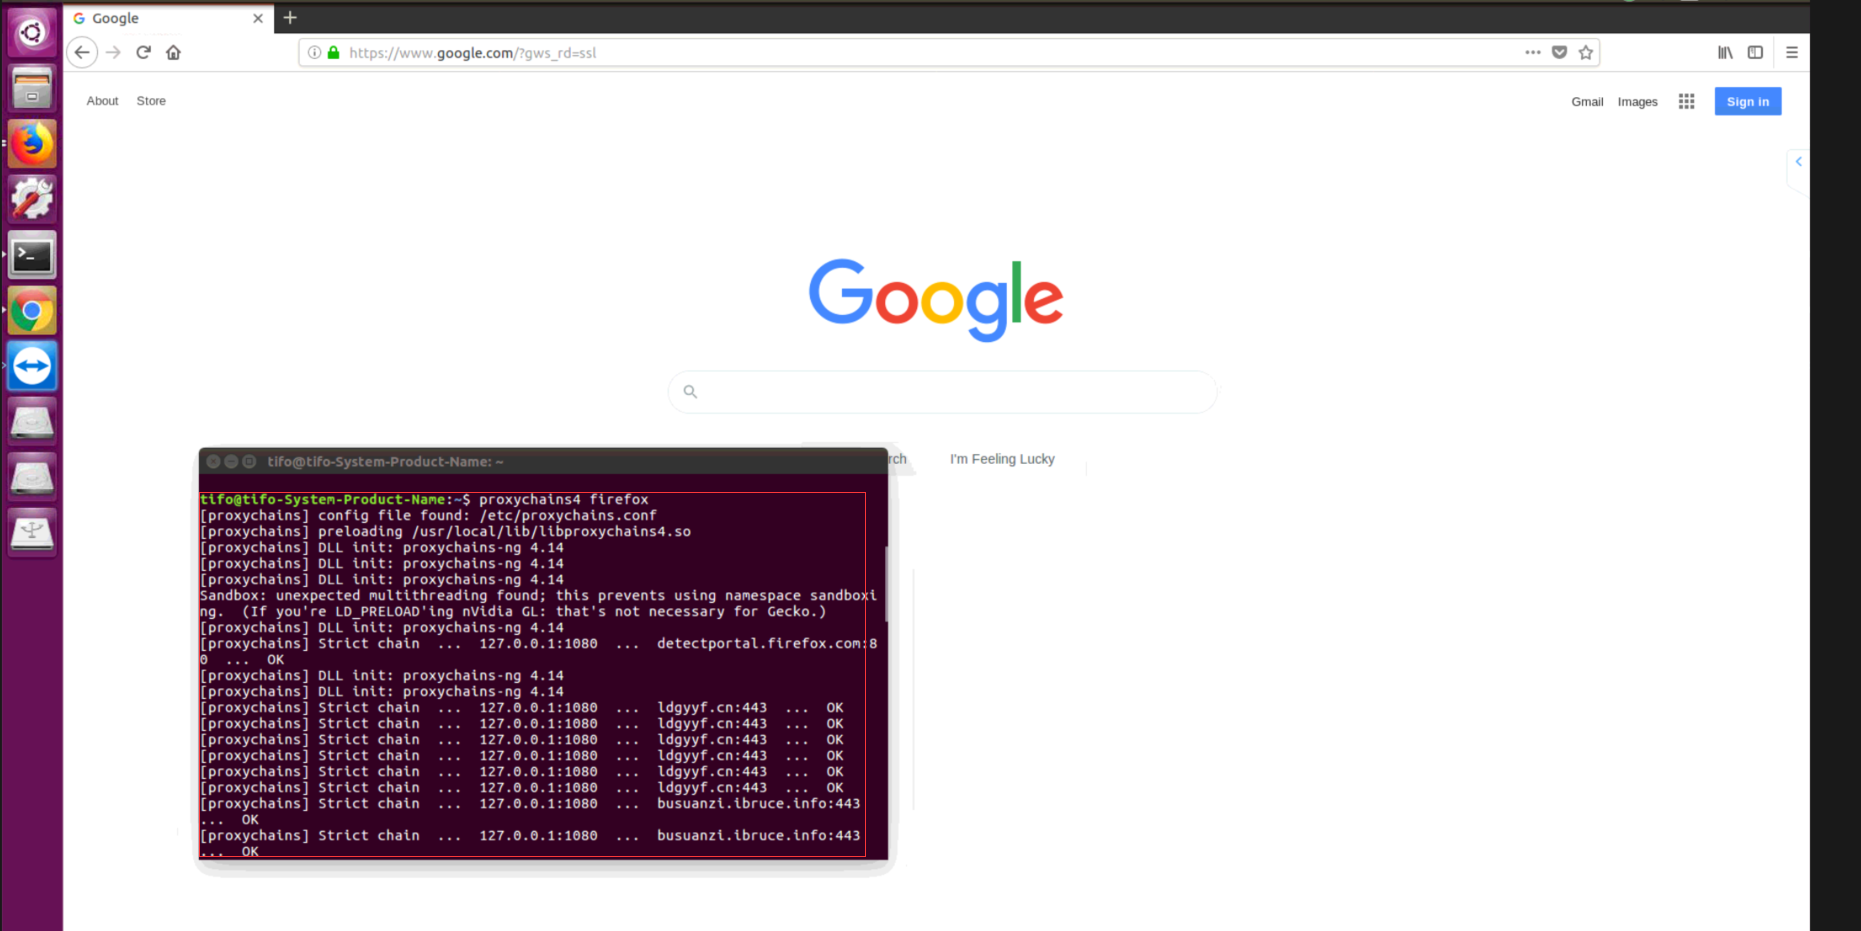 Google
https://www.google.com/?gws_rd=ssl
About Store
Gmail Images Sign in
Google
rch I'm Feeling Lucky
tifo@tifo-System-Product-Name: ~
tifo@tifo-System-Product-Name:~$ proxychains4 firefox
[proxychains] config file found: /etc/proxychains.conf
[proxychains] preloading /usr/local/lib/libproxychains4.so
[proxychains] DLL init: proxychains-ng 4.14
[proxychains] DLL init: proxychains-ng 4.14
[proxychains] DLL init: proxychains-ng 4.14
Sandbox: unexpected multithreading found; this prevents using namespace sandboxi
ng.  (If you're LD_PRELOAD'ing nVidia GL: that's not necessary for Gecko.)
[proxychains] DLL init: proxychains-ng 4.14
[proxychains] Strict chain  ...  127.0.0.1:1080  ...  detectportal.firefox.com:8
0  ...  OK
[proxychains] DLL init: proxychains-ng 4.14
[proxychains] DLL init: proxychains-ng 4.14
[proxychains] Strict chain  ...  127.0.0.1:1080  ...  ldgyyf.cn:443  ...  OK
[proxychains] Strict chain  ...  127.0.0.1:1080  ...  ldgyyf.cn:443  ...  OK
[proxychains] Strict chain  ...  127.0.0.1:1080  ...  ldgyyf.cn:443  ...  OK
[proxychains] Strict chain  ...  127.0.0.1:1080  ...  ldgyyf.cn:443  ...  OK
[proxychains] Strict chain  ...  127.0.0.1:1080  ...  ldgyyf.cn:443  ...  OK
[proxychains] Strict chain  ...  127.0.0.1:1080  ...  ldgyyf.cn:443  ...  OK
[proxychains] Strict chain  ...  127.0.0.1:1080  ...  busuanzi.ibruce.info:443
...  OK
[proxychains] Strict chain  ...  127.0.0.1:1080  ...  busuanzi.ibruce.info:443
...  OK